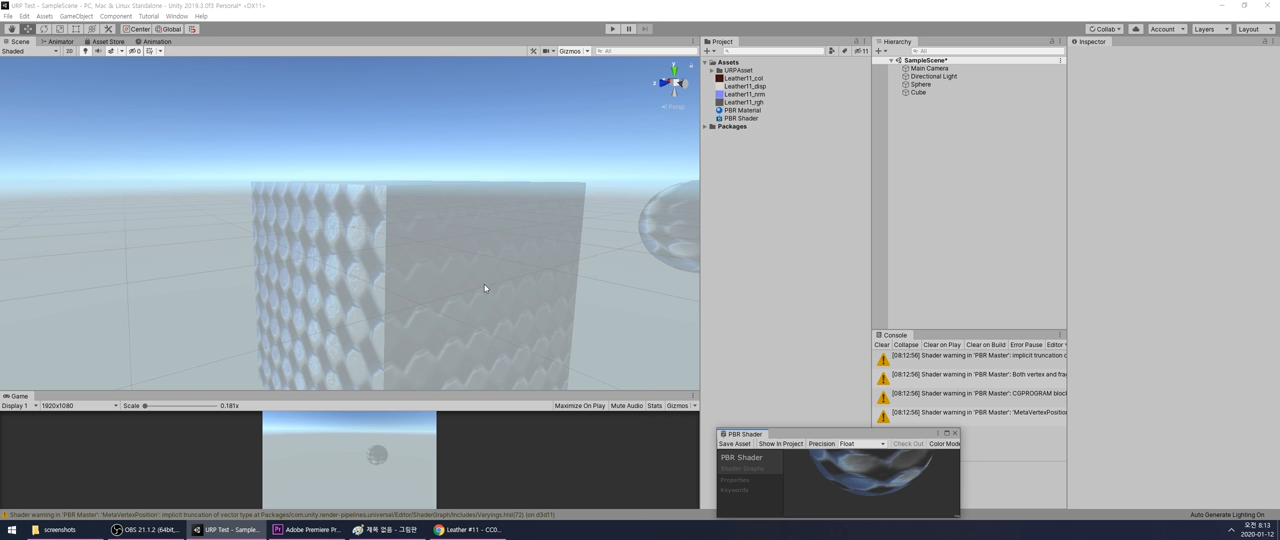 URP Test - SampleScene - PC, Mac & Linux Standalone - Unity 2019.3.0f3 Personal* <DX11>
File Edit Assets GameObject Component Tutorial Window Help
Center Global Collab Account Layers Layout
Scene Animator Asset Store Animation
Shaded 2D 0 Gizmos All
y
z
Persp
Game
Display 1 1920x1080 Scale 0.181x Maximize On Play Mute Audio Stats Gizmos
Project
11
Assets
URPAsset
Leather11_col
Leather11_disp
Leather11_nrm
Leather11_rgh
PBR Material
PBR Shader
Packages
Hierarchy
All
SampleScene*
Main Camera
Directional Light
Sphere
Cube
Inspector
Console
Clear Collapse Clear on Play Clear on Build Error Pause Editor
[08:12:56] Shader warning in 'PBR Master': implicit truncation o
[08:12:56] Shader warning in 'PBR Master': Both vertex and fra
[08:12:56] Shader warning in 'PBR Master': CGPROGRAM block
[08:12:56] Shader warning in 'PBR Master': 'MetaVertexPosition
PBR Shader
Save Asset Show In Project Precision Float Check Out Color Mode
PBR Shader
Shader Graphs
Properties
Keywords
Shader warning in 'PBR Master': 'MetaVertexPosition': implicit truncation of vector type at Packages/com.unity.render-pipelines.universal/Editor/ShaderGraph/Includes/Varyings.hlsl(72) (on d3d11)
Auto Generate Lighting On
screenshots
OBS 21.1.2 (64bit,...
URP Test - Sample...
Adobe Premiere Pr...
제목 없음 - 그림판
Leather #11 - CC0...
오전 8:13
2020-01-12